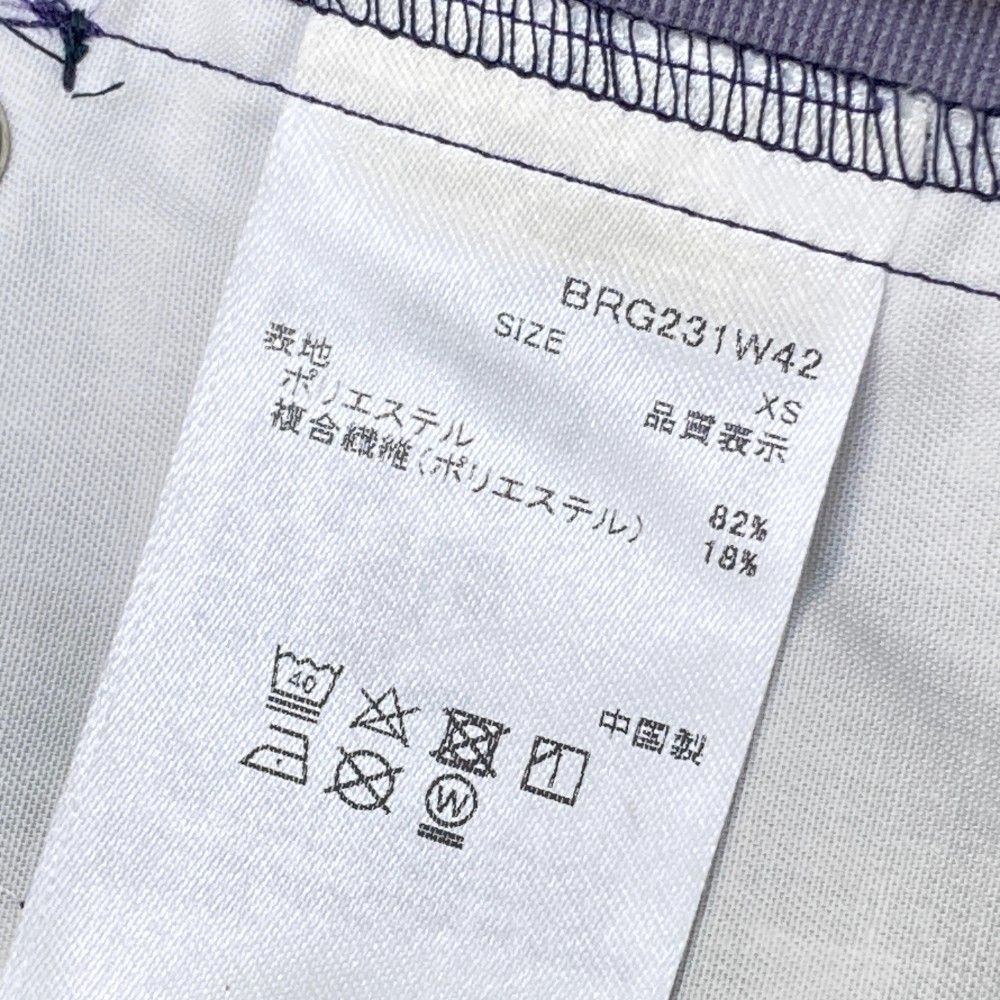 BRG231W42
SIZE XS
品質表示
表地
ポリエステル 82%
複合繊維(ポリエステル) 18%
40
中国製
W